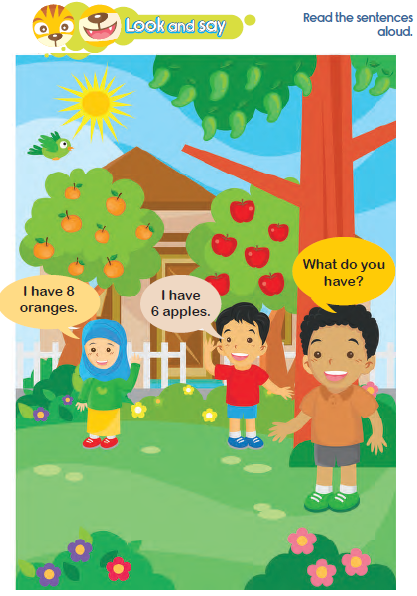 Look and say
Read the sentences
aloud.
What do you
have?
I have 8
oranges.
I have
6 apples.